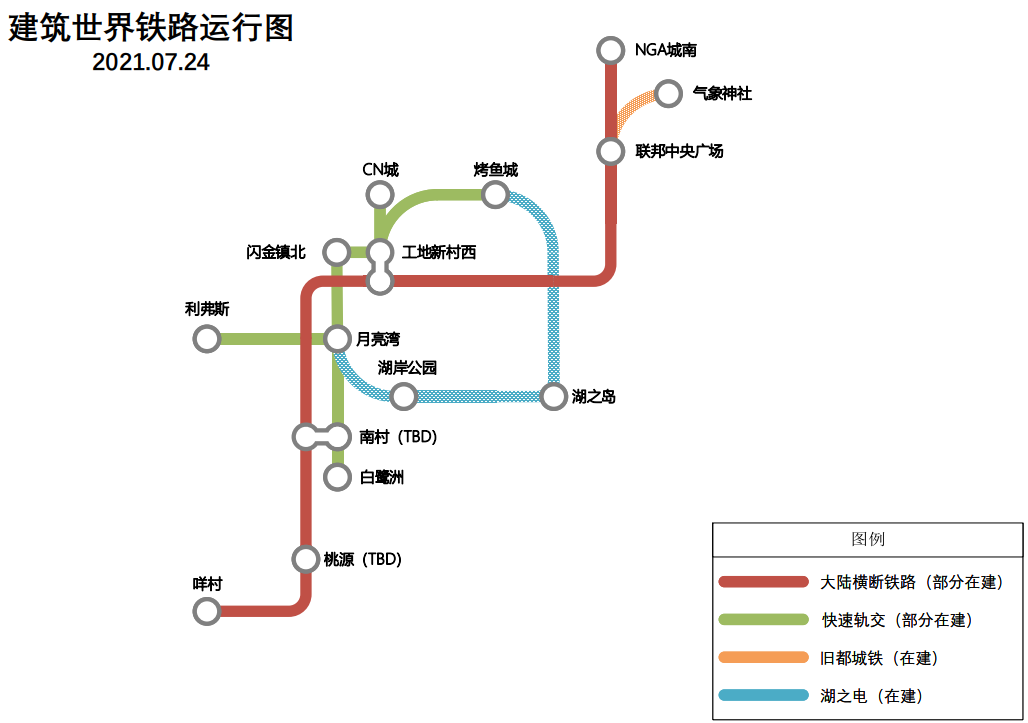 建筑世界铁路运行图
2021.07.24
NGA城南
气象神社
联邦中央广场
CN城
烤鱼城
闪金镇北
工地新村西
利弗斯
月亮湾
湖岸公园
湖之岛
南村（TBD）
白鹭洲
桃源（TBD）
咩村
图例
大陆横断铁路（部分在建）
快速轨交（部分在建）
旧都城铁（在建）
湖之电（在建）